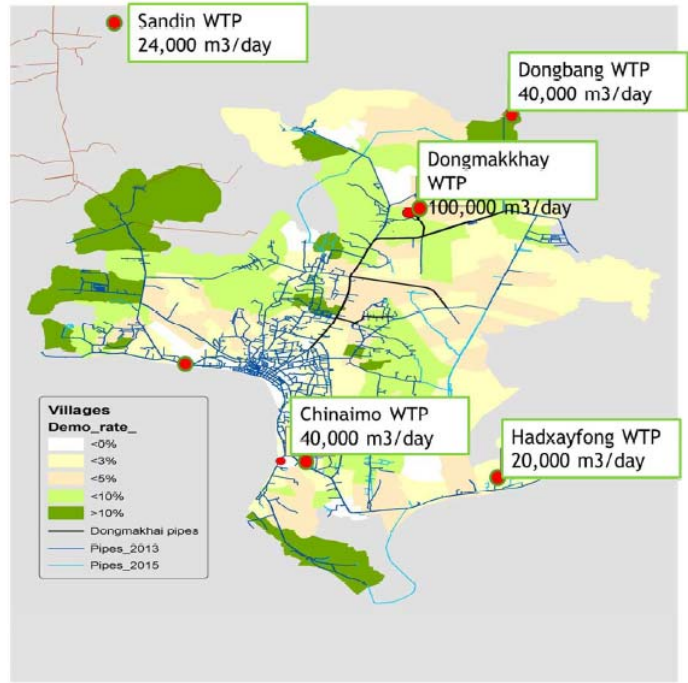 Sandin WTP
24,000 m3/day
Dongbang WTP
40,000 m3/day
Dongmakkhay
WTP
100,000 m3/day
Chinaimo WTP
40,000 m3/day
Hadxayfong WTP
20,000 m3/day
Villages
Demo_rate_
<0%
<3%
<5%
<10%
>10%
Dongmakhai pipes
Pipes_2013
Pipes_2015